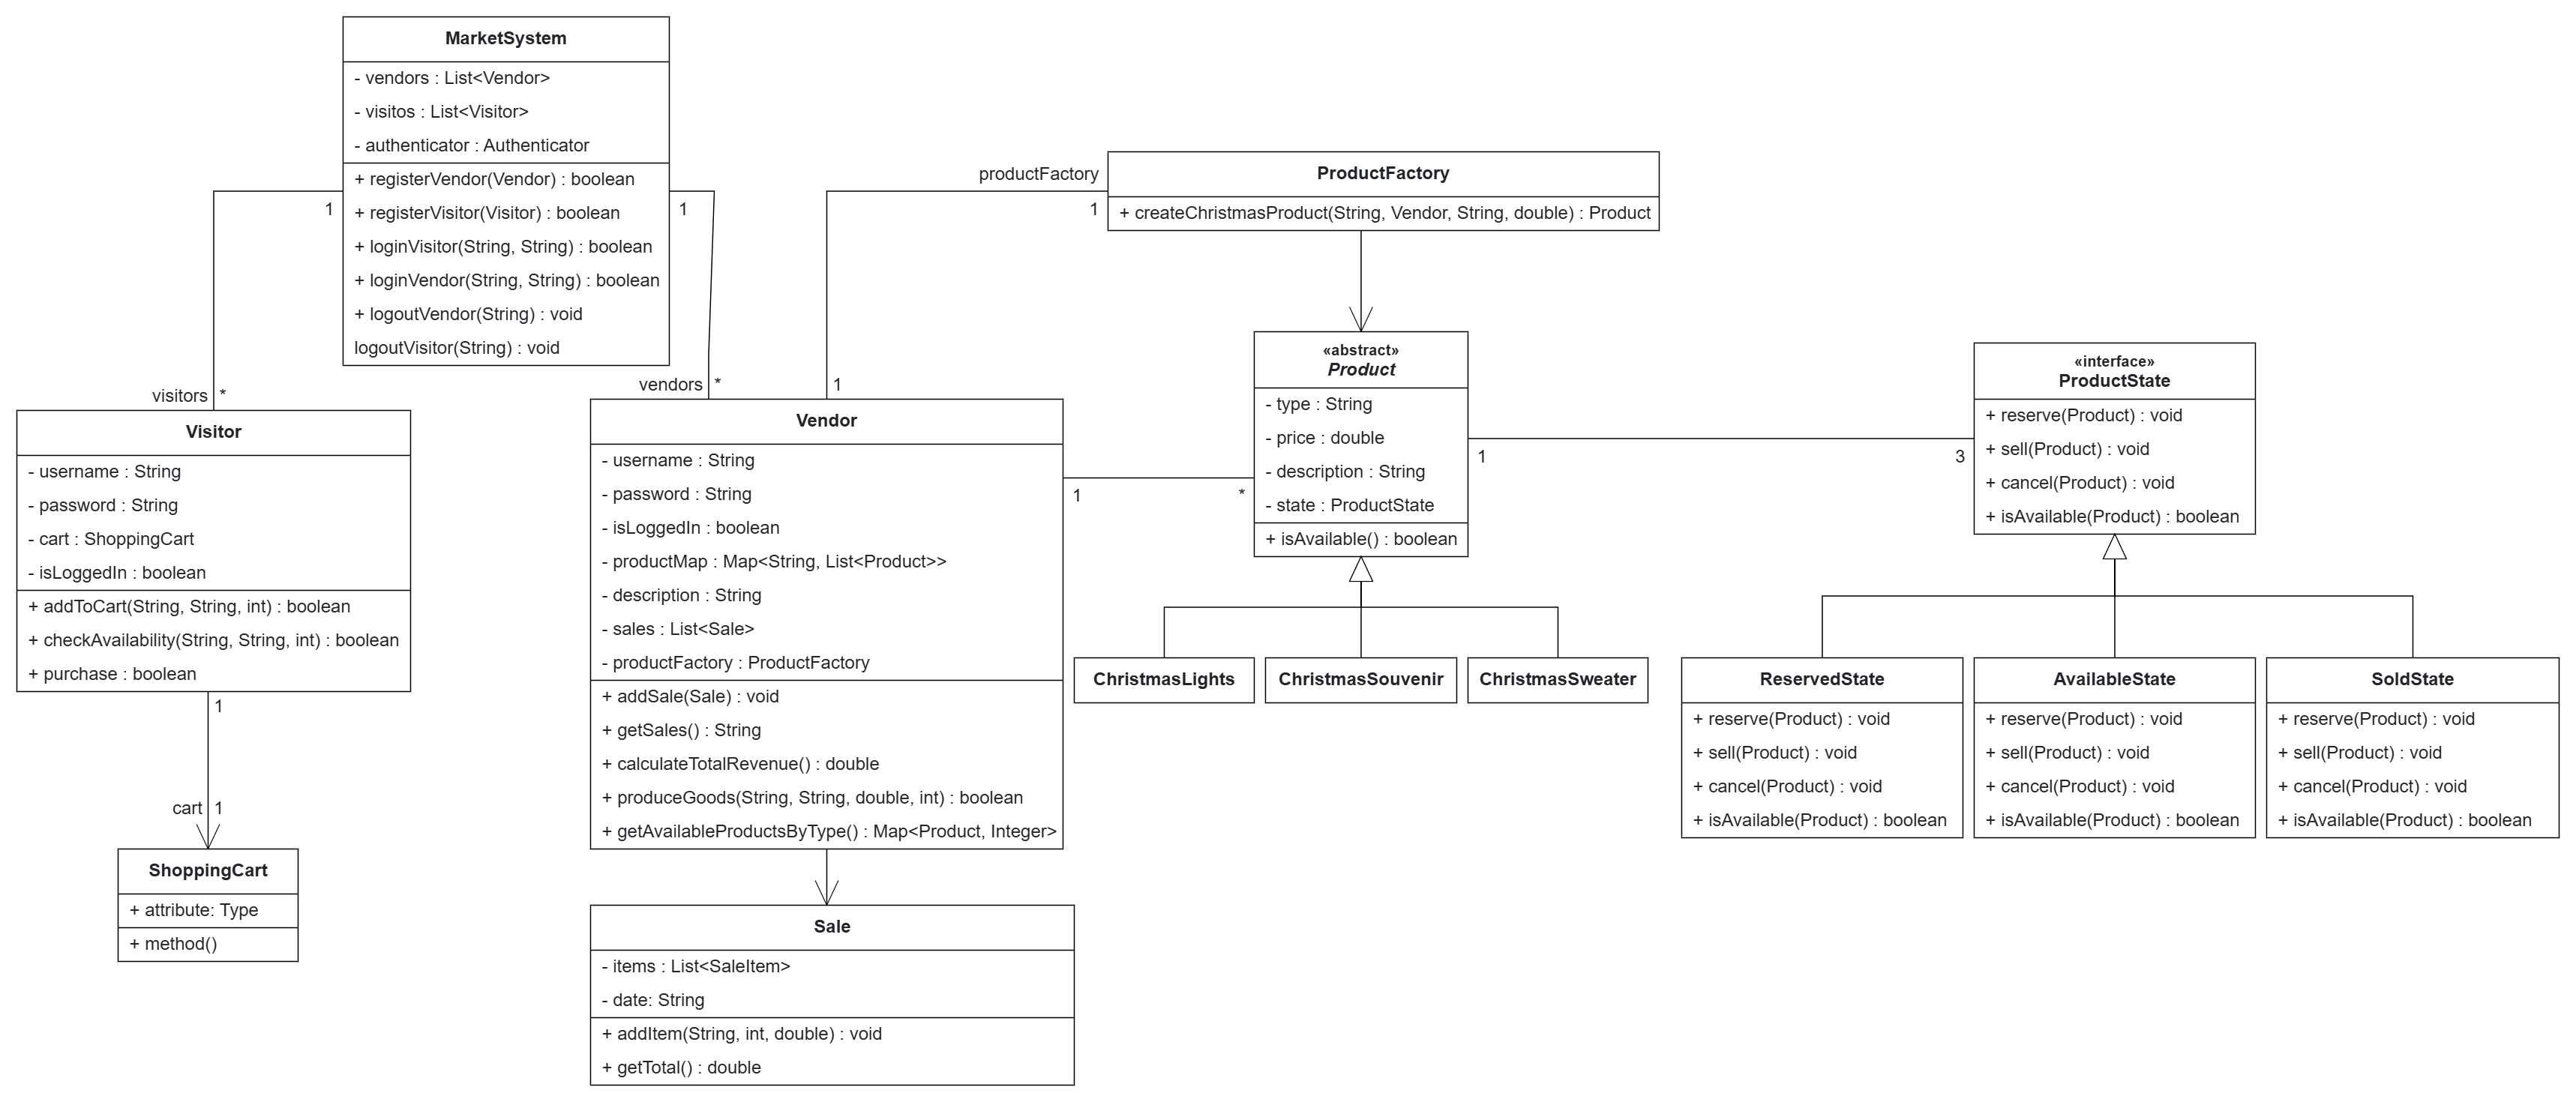 MarketSystem
- vendors : List<Vendor>
- visitos : List<Visitor>
- authenticator : Authenticator
+ registerVendor(Vendor) : boolean
+ registerVisitor(Visitor) : boolean
+ loginVisitor(String, String) : boolean
+ loginVendor(String, String) : boolean
+ logoutVendor(String) : void
logoutVisitor(String) : void
1
1
visitors *
vendors *
productFactory
1
1
ProductFactory
+ createChristmasProduct(String, Vendor, String, double) : Product
Visitor
- username : String
- password : String
- cart : ShoppingCart
- isLoggedIn : boolean
+ addToCart(String, String, int) : boolean
+ checkAvailability(String, String, int) : boolean
+ purchase : boolean
1
cart 1
ShoppingCart
+ attribute: Type
+ method()
Vendor
- username : String
- password : String
- isLoggedIn : boolean
- productMap : Map<String, List<Product>>
- description : String
- sales : List<Sale>
- productFactory : ProductFactory
+ addSale(Sale) : void
+ getSales() : String
+ calculateTotalRevenue() : double
+ produceGoods(String, String, double, int) : boolean
+ getAvailableProductsByType() : Map<Product, Integer>
1 *
Sale
- items : List<SaleItem>
- date: String
+ addItem(String, int, double) : void
+ getTotal() : double
«abstract»
Product
- type : String
- price : double
- description : String
- state : ProductState
+ isAvailable() : boolean
1 3
ChristmasLights
ChristmasSouvenir
ChristmasSweater
«interface»
ProductState
+ reserve(Product) : void
+ sell(Product) : void
+ cancel(Product) : void
+ isAvailable(Product) : boolean
ReservedState
+ reserve(Product) : void
+ sell(Product) : void
+ cancel(Product) : void
+ isAvailable(Product) : boolean
AvailableState
+ reserve(Product) : void
+ sell(Product) : void
+ cancel(Product) : void
+ isAvailable(Product) : boolean
SoldState
+ reserve(Product) : void
+ sell(Product) : void
+ cancel(Product) : void
+ isAvailable(Product) : boolean